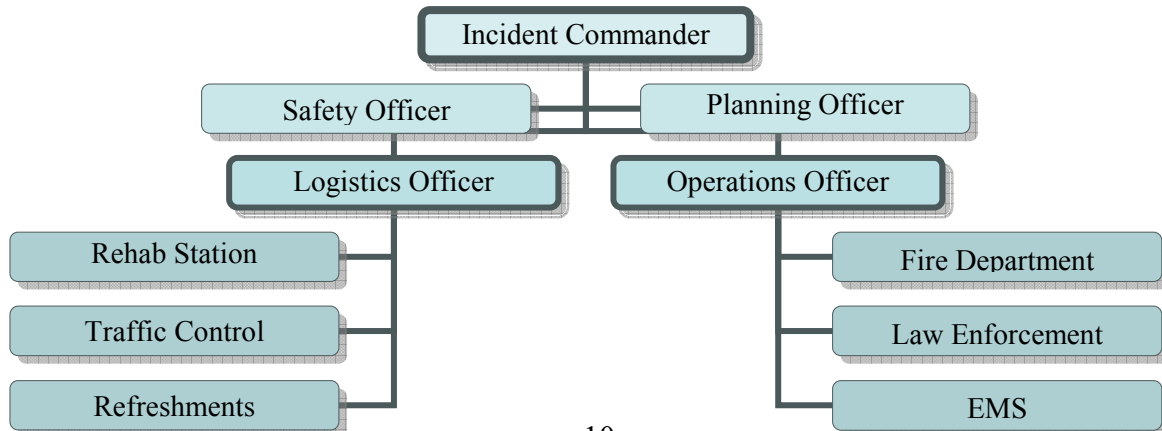 Incident Commander
Safety Officer
Planning Officer
Logistics Officer
Operations Officer
Rehab Station
Fire Department
Traffic Control
Law Enforcement
Refreshments
EMS
10